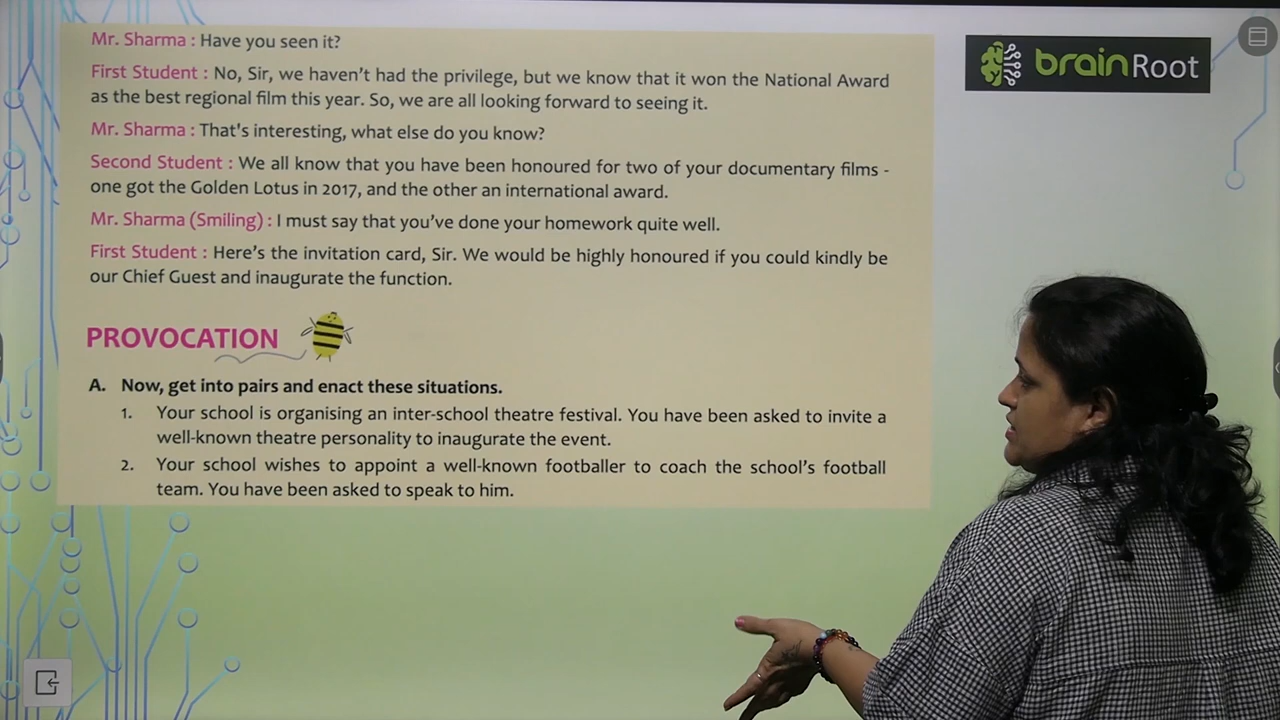 Mr. Sharma : Have you seen it?
First Student : No, Sir, we haven't had the privilege, but we know that it won the National Award
as the best regional film this year. So, we are all looking forward to seeing it.
Mr. Sharma : That's interesting, what else do you know?
Second Student : We all know that you have been honoured for two of your documentary films -
one got the Golden Lotus in 2017, and the other an international award.
Mr. Sharma (Smiling) : I must say that you've done your homework quite well.
First Student : Here's the invitation card, Sir. We would be highly honoured if you could kindly be
our Chief Guest and inaugurate the function.
PROVOCATION
A. Now, get into pairs and enact these situations.
1. Your school is organising an inter-school theatre festival. You have been asked to invite a
well-known theatre personality to inaugurate the event.
2. Your school wishes to appoint a well-known footballer to coach the school's football
team. You have been asked to speak to him.
brainRoot